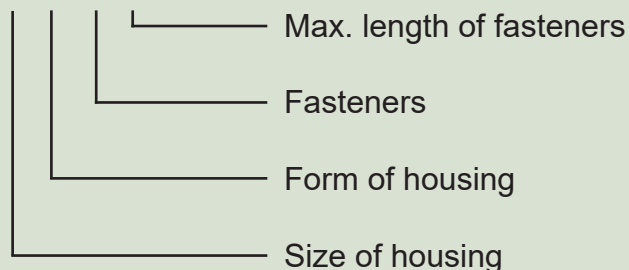 Max. length of fasteners
Fasteners
Form of housing
Size of housing